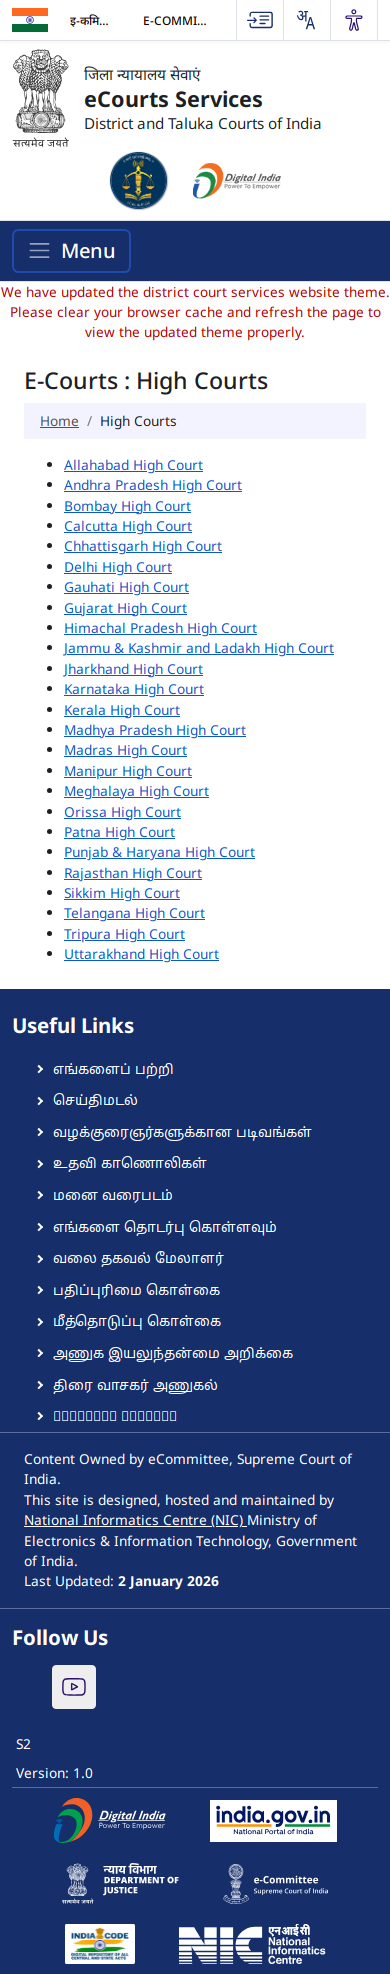 इ-कमि...
E-COMMI...
जिला न्यायालय सेवाएं
eCourts Services
District and Taluka Courts of India
सत्यमेव जयते
Digital India
Power To Empower
Menu
We have updated the district court services website theme.
Please clear your browser cache and refresh the page to
view the updated theme properly.
E-Courts : High Courts
Home / High Courts
Allahabad High Court
Andhra Pradesh High Court
Bombay High Court
Calcutta High Court
Chhattisgarh High Court
Delhi High Court
Gauhati High Court
Gujarat High Court
Himachal Pradesh High Court
Jammu & Kashmir and Ladakh High Court
Jharkhand High Court
Karnataka High Court
Kerala High Court
Madhya Pradesh High Court
Madras High Court
Manipur High Court
Meghalaya High Court
Orissa High Court
Patna High Court
Punjab & Haryana High Court
Rajasthan High Court
Sikkim High Court
Telangana High Court
Tripura High Court
Uttarakhand High Court
Useful Links
எங்களைப் பற்றி
செய்திமடல்
வழக்குரைஞர்களுக்கான படிவங்கள்
உதவி காணொலிகள்
மனை வரைபடம்
எங்களை தொடர்பு கொள்ளவும்
வலை தகவல் மேலாளர்
பதிப்புரிமை கொள்கை
மீத்தொடுப்பு கொள்கை
அணுக இயலுந்தன்மை அறிக்கை
திரை வாசகர் அணுகல்
Content Owned by eCommittee, Supreme Court of
India.
This site is designed, hosted and maintained by
National Informatics Centre (NIC) Ministry of
Electronics & Information Technology, Government
of India.
Last Updated: 2 January 2026
Follow Us
S2
Version: 1.0
Digital India
Power To Empower
india.gov.in
National Portal of India
न्याय विभाग
DEPARTMENT OF
JUSTICE
सत्यमेव जयते
e-Committee
Supreme Court of India
INDIA CODE
DIGITAL REPOSITORY OF ALL
CENTRAL AND STATE ACTS
NIC
एनआईसी
National
Informatics
Centre